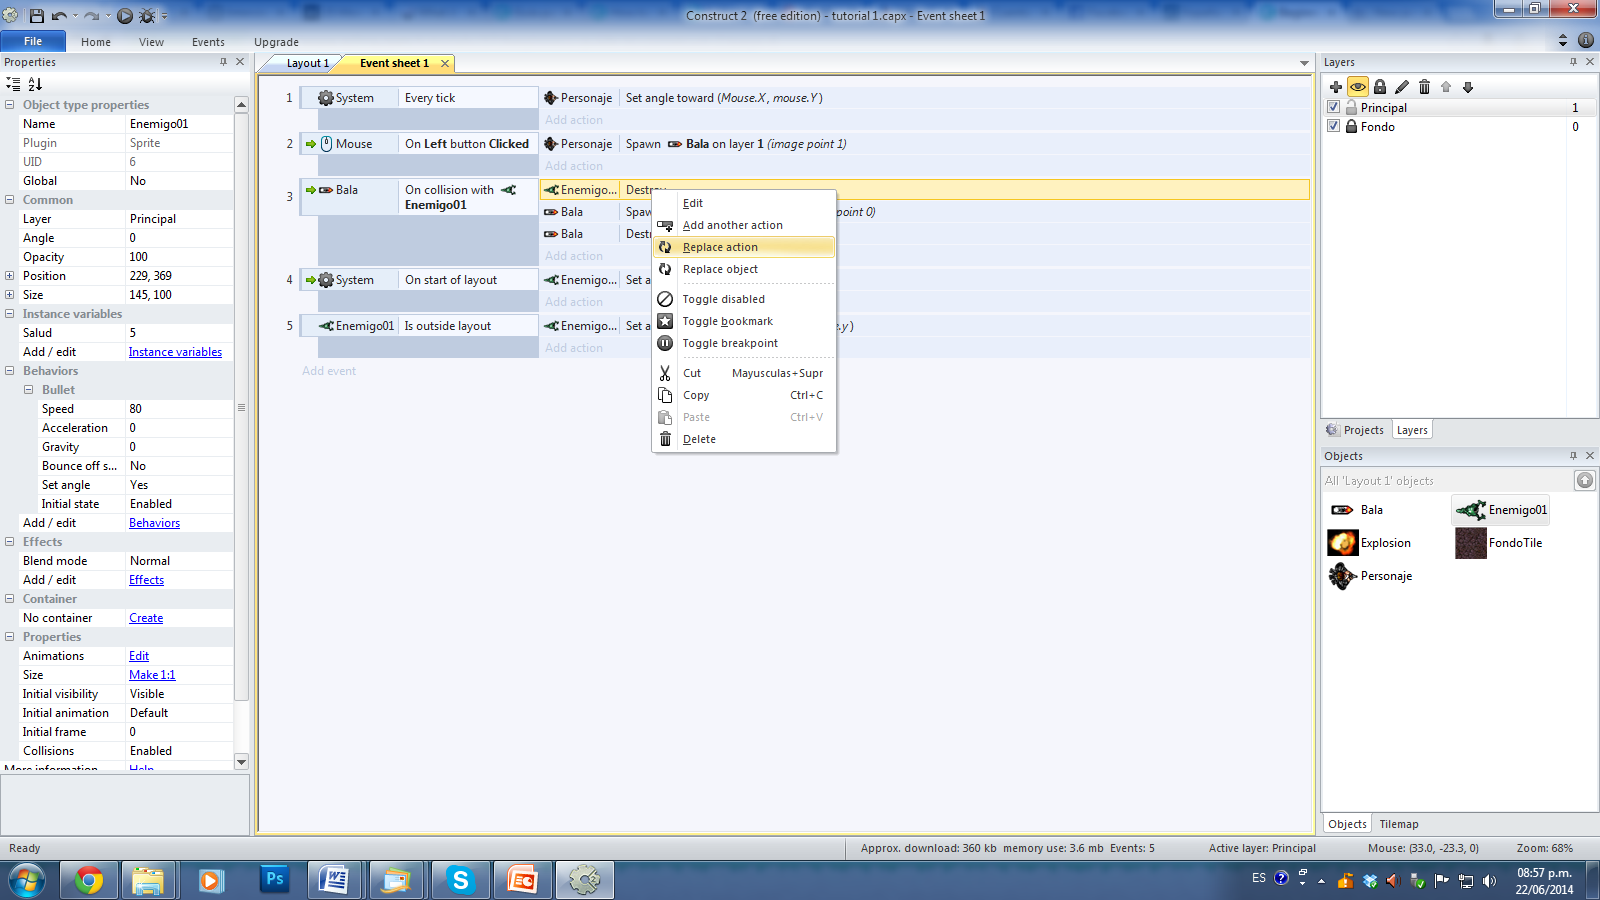 Construct 2 (free edition) - tutorial 1.capx - Event sheet 1
File Home View Events Upgrade
Properties
Object type properties
Name Enemigo01
Plugin Sprite
UID 6
Global No
Common
Layer Principal
Angle 0
Opacity 100
Position 229, 369
Size 145, 100
Instance variables
Salud 5
Add / edit Instance variables
Behaviors
Bullet
Speed 80
Acceleration 0
Gravity 0
Bounce off s... No
Set angle Yes
Initial state Enabled
Add / edit Behaviors
Effects
Blend mode Normal
Add / edit Effects
Container
No container Create
Properties
Animations Edit
Size Make 1:1
Initial visibility Visible
Initial animation Default
Initial frame 0
Collisions Enabled
More information Help
Layout 1 Event sheet 1
1 System Every tick Personaje Set angle toward (Mouse.X, mouse.Y)
Add action
2 Mouse On Left button Clicked Personaje Spawn Bala on layer 1 (image point 1)
Add action
3 Bala On collision with Enemigo01 Enemigo... Destroy
Bala Spaw point 0)
Bala Dest
Add action
4 System On start of layout Enemigo... Set a
Add action
5 Enemigo01 Is outside layout Enemigo... Set a .y)
Add action
Add event
Edit
Add another action
Replace action
Replace object
Toggle disabled
Toggle bookmark
Toggle breakpoint
Cut Mayusculas+Supr
Copy Ctrl+C
Paste Ctrl+V
Delete
Layers
Principal 1
Fondo 0
Projects Layers
Objects
All 'Layout 1' objects
Bala Enemigo01
Explosion FondoTile
Personaje
Objects Tilemap
Ready Approx. download: 360 kb memory use: 3.6 mb Events: 5 Active layer: Principal Mouse: (33.0, -23.3, 0) Zoom: 68%
Ps
ES
08:57 p.m.
22/06/2014